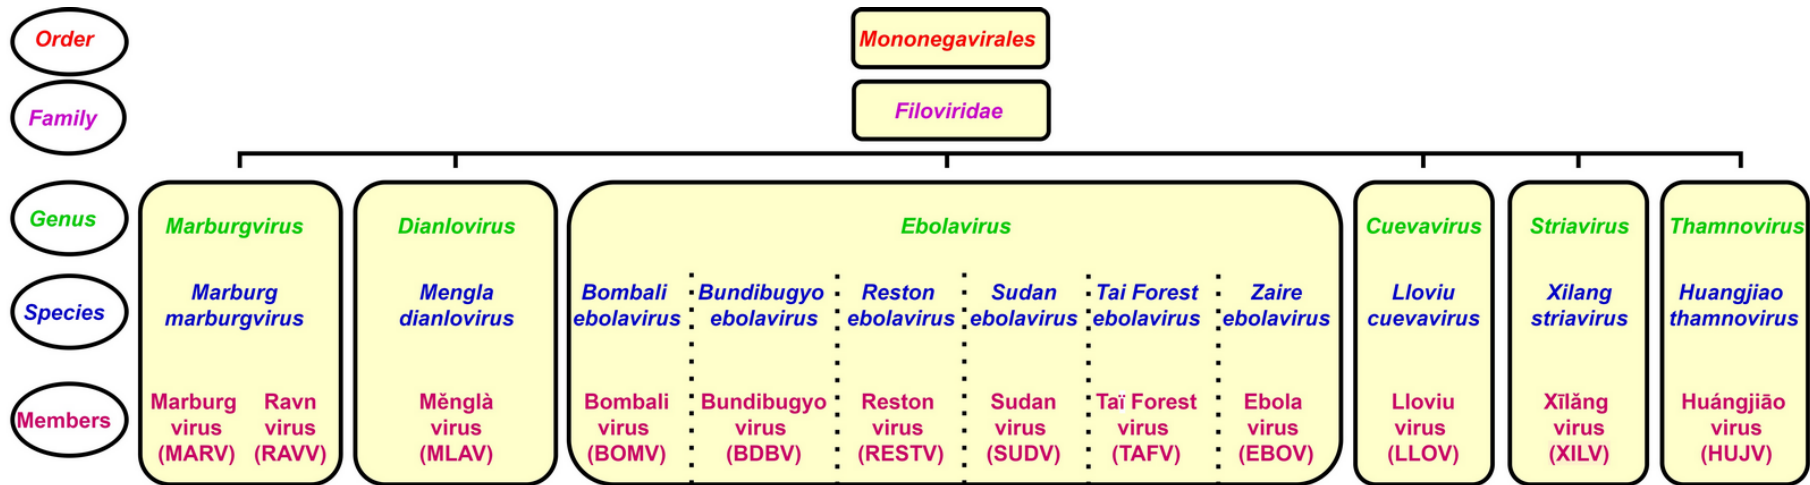 Order
Mononegavirales
Family
Filoviridae
Genus
Marburgvirus
Dianlovirus
Ebolavirus
Cuevavirus
Striavirus
Thamnovirus
Species
Marburg
marburgvirus
Mengla
dianlovirus
Bombali
ebolavirus
Bundibugyo
ebolavirus
Reston
ebolavirus
Sudan
ebolavirus
Tai Forest
ebolavirus
Zaire
ebolavirus
Lloviu
cuevavirus
Xilang
striavirus
Huangjiao
thamnovirus
Members
Marburg
virus
(MARV)
Ravn
virus
(RAVV)
Měnglà
virus
(MLAV)
Bombali
virus
(BOMV)
Bundibugyo
virus
(BDBV)
Reston
virus
(RESTV)
Sudan
virus
(SUDV)
Taï Forest
virus
(TAFV)
Ebola
virus
(EBOV)
Lloviu
virus
(LLOV)
Xīlǎng
virus
(XILV)
Huángjiāo
virus
(HUJV)